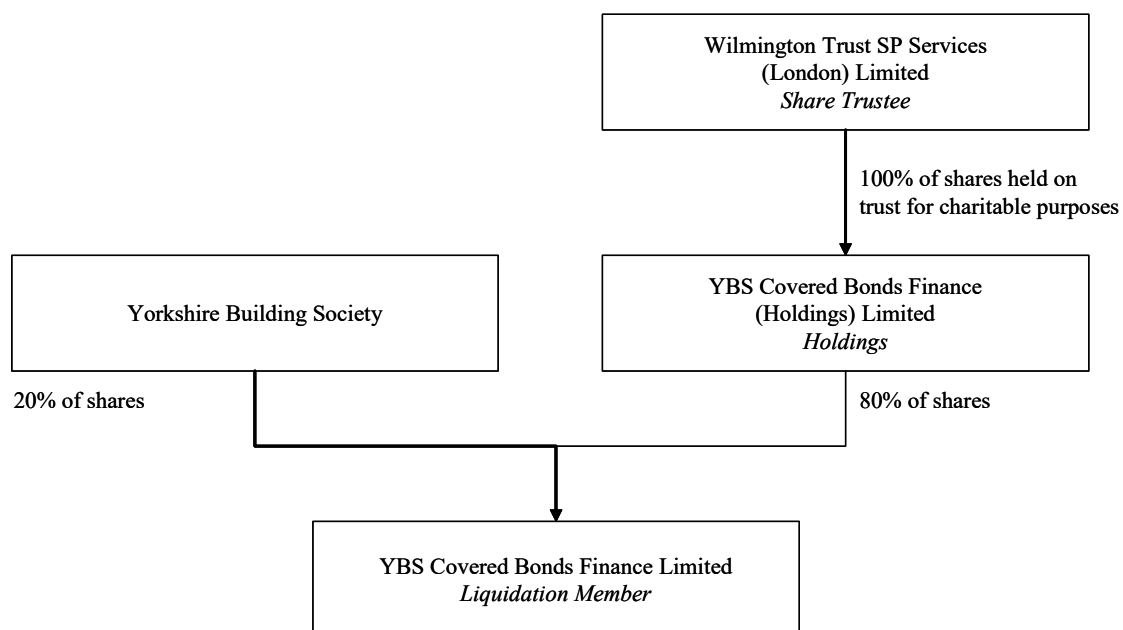 Wilmington Trust SP Services
(London) Limited
Share Trustee
100% of shares held on
trust for charitable purposes
Yorkshire Building Society
YBS Covered Bonds Finance
(Holdings) Limited
Holdings
20% of shares
80% of shares
YBS Covered Bonds Finance Limited
Liquidation Member